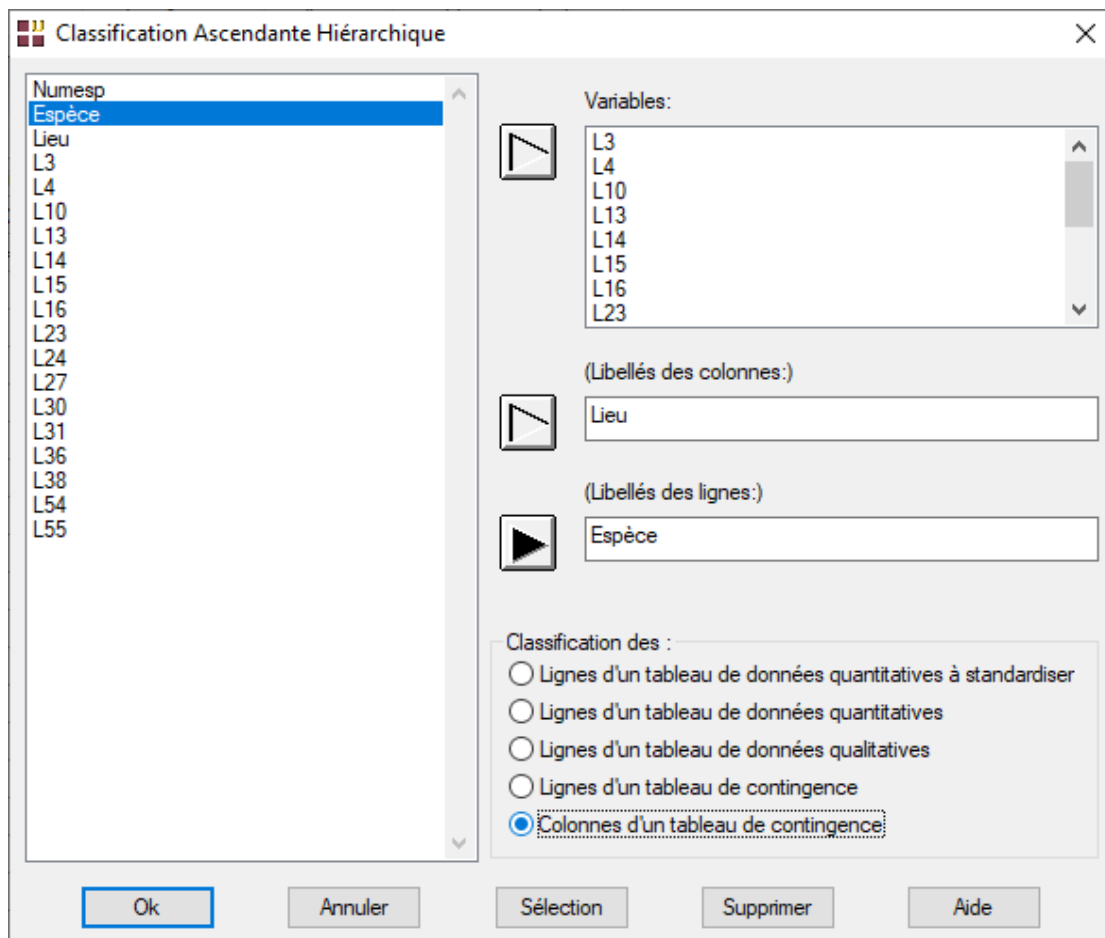 Classification Ascendante Hiérarchique
Numesp
Espèce
Lieu
L3
L4
L10
L13
L14
L15
L16
L23
L24
L27
L30
L31
L36
L38
L54
L55
Variables:
L3
L4
L10
L13
L14
L15
L16
L23
(Libellés des colonnes:)
Lieu
(Libellés des lignes:)
Espèce
Classification des :
Lignes d'un tableau de données quantitatives à standardiser
Lignes d'un tableau de données quantitatives
Lignes d'un tableau de données qualitatives
Lignes d'un tableau de contingence
Colonnes d'un tableau de contingence
Ok
Annuler
Sélection
Supprimer
Aide